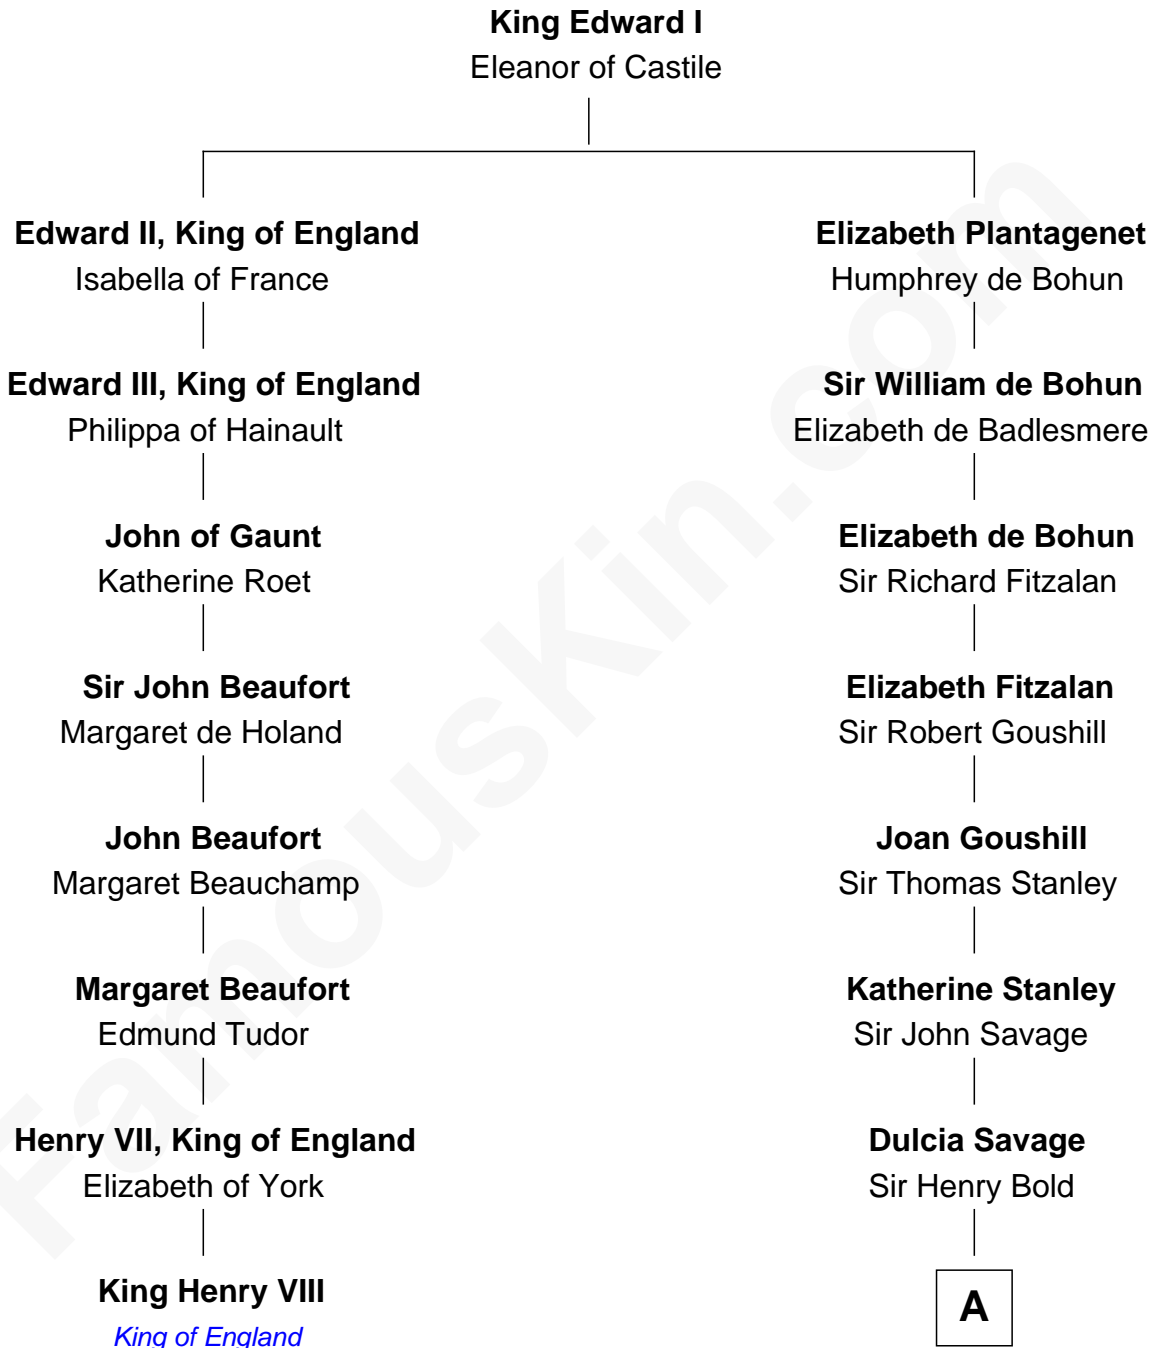 King Edward I
Eleanor of Castile
Edward II, King of England
Isabella of France
Elizabeth Plantagenet
Humphrey de Bohun
Edward III, King of England
Philippa of Hainault
Sir William de Bohun
Elizabeth de Badlesmere
John of Gaunt
Katherine Roet
Elizabeth de Bohun
Sir Richard Fitzalan
Sir John Beaufort
Margaret de Holand
Elizabeth Fitzalan
Sir Robert Goushill
John Beaufort
Margaret Beauchamp
Joan Goushill
Sir Thomas Stanley
Margaret Beaufort
Edmund Tudor
Katherine Stanley
Sir John Savage
Henry VII, King of England
Elizabeth of York
Dulcia Savage
Sir Henry Bold
King Henry VIII
King of England
A
FamousKin.com